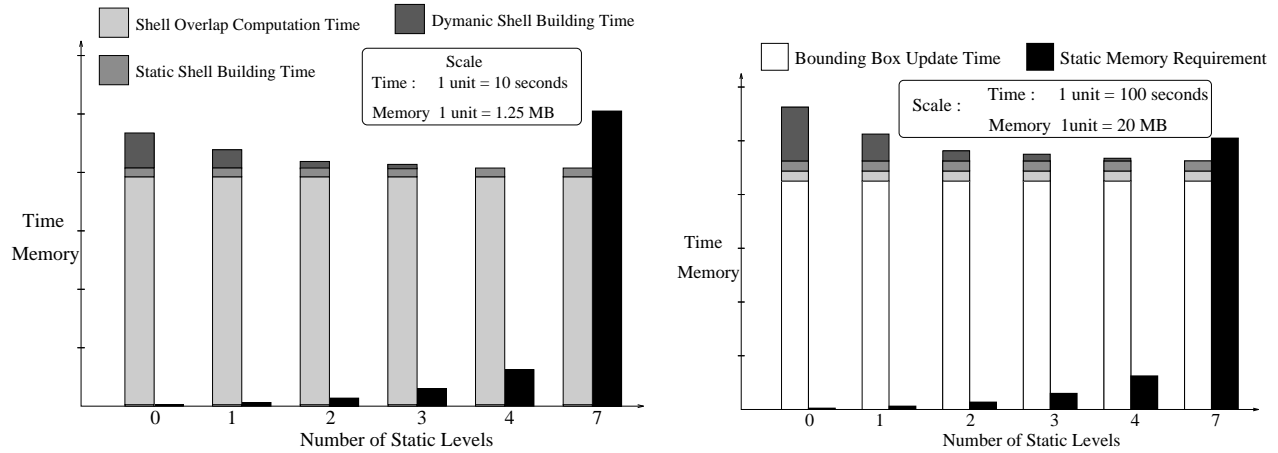 Shell Overlap Computation Time
Dymanic Shell Building Time
Static Shell Building Time
Scale
Time : 1 unit = 10 seconds
Memory 1 unit = 1.25 MB
Time
Memory
0 1 2 3 4 7
Number of Static Levels
Bounding Box Update Time
Static Memory Requirement
Scale : Time : 1 unit = 100 seconds
Memory 1unit = 20 MB
Time
Memory
0 1 2 3 4 7
Number of Static Levels